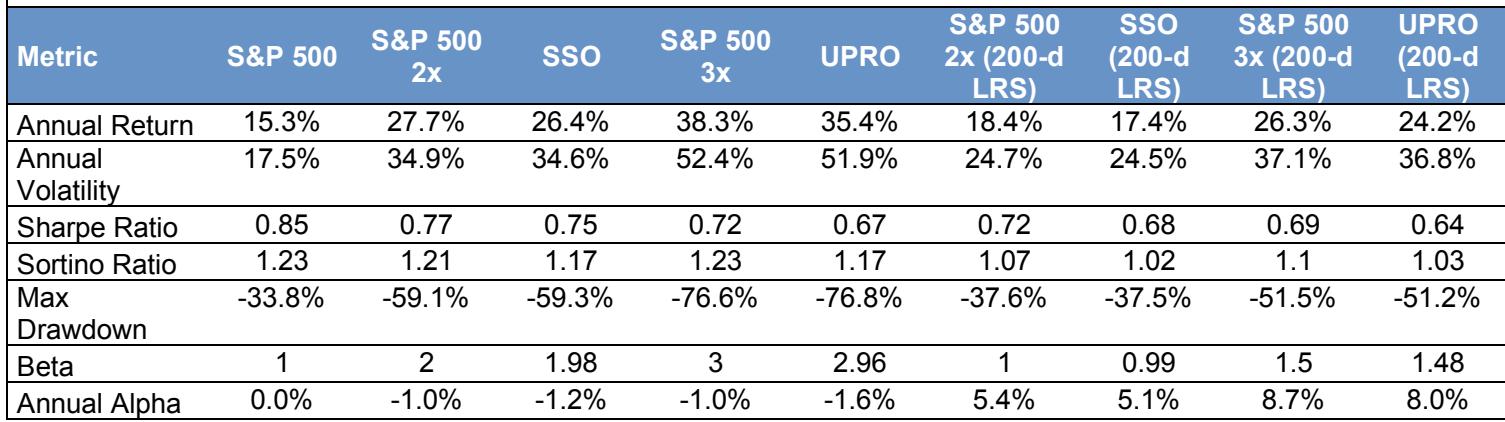 Metric S&P 500 S&P 500 2x SSO S&P 500 3x UPRO S&P 500 2x (200-d LRS) SSO (200-d LRS) S&P 500 3x (200-d LRS) UPRO (200-d LRS)
Annual Return 15.3% 27.7% 26.4% 38.3% 35.4% 18.4% 17.4% 26.3% 24.2%
Annual Volatility 17.5% 34.9% 34.6% 52.4% 51.9% 24.7% 24.5% 37.1% 36.8%
Sharpe Ratio 0.85 0.77 0.75 0.72 0.67 0.72 0.68 0.69 0.64
Sortino Ratio 1.23 1.21 1.17 1.23 1.17 1.07 1.02 1.1 1.03
Max Drawdown -33.8% -59.1% -59.3% -76.6% -76.8% -37.6% -37.5% -51.5% -51.2%
Beta 1 2 1.98 3 2.96 1 0.99 1.5 1.48
Annual Alpha 0.0% -1.0% -1.2% -1.0% -1.6% 5.4% 5.1% 8.7% 8.0%